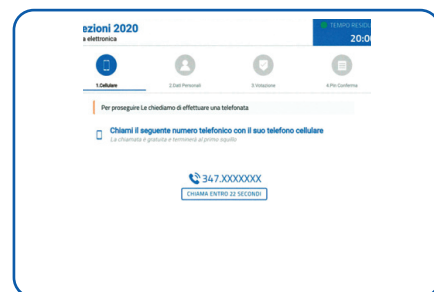 ezioni 2020
a elettronica
TEMPO RESIDU
20:00
1.Cellulare
2.Dati Personali
3.Votazione
4.Pin Conferma
Per proseguire Le chiediamo di effettuare una telefonata
Chiami il seguente numero telefonico con il suo telefono cellulare
La chiamata è gratuita e terminerà al primo squillo
347.XXXXXXX
CHIAMA ENTRO 22 SECONDI